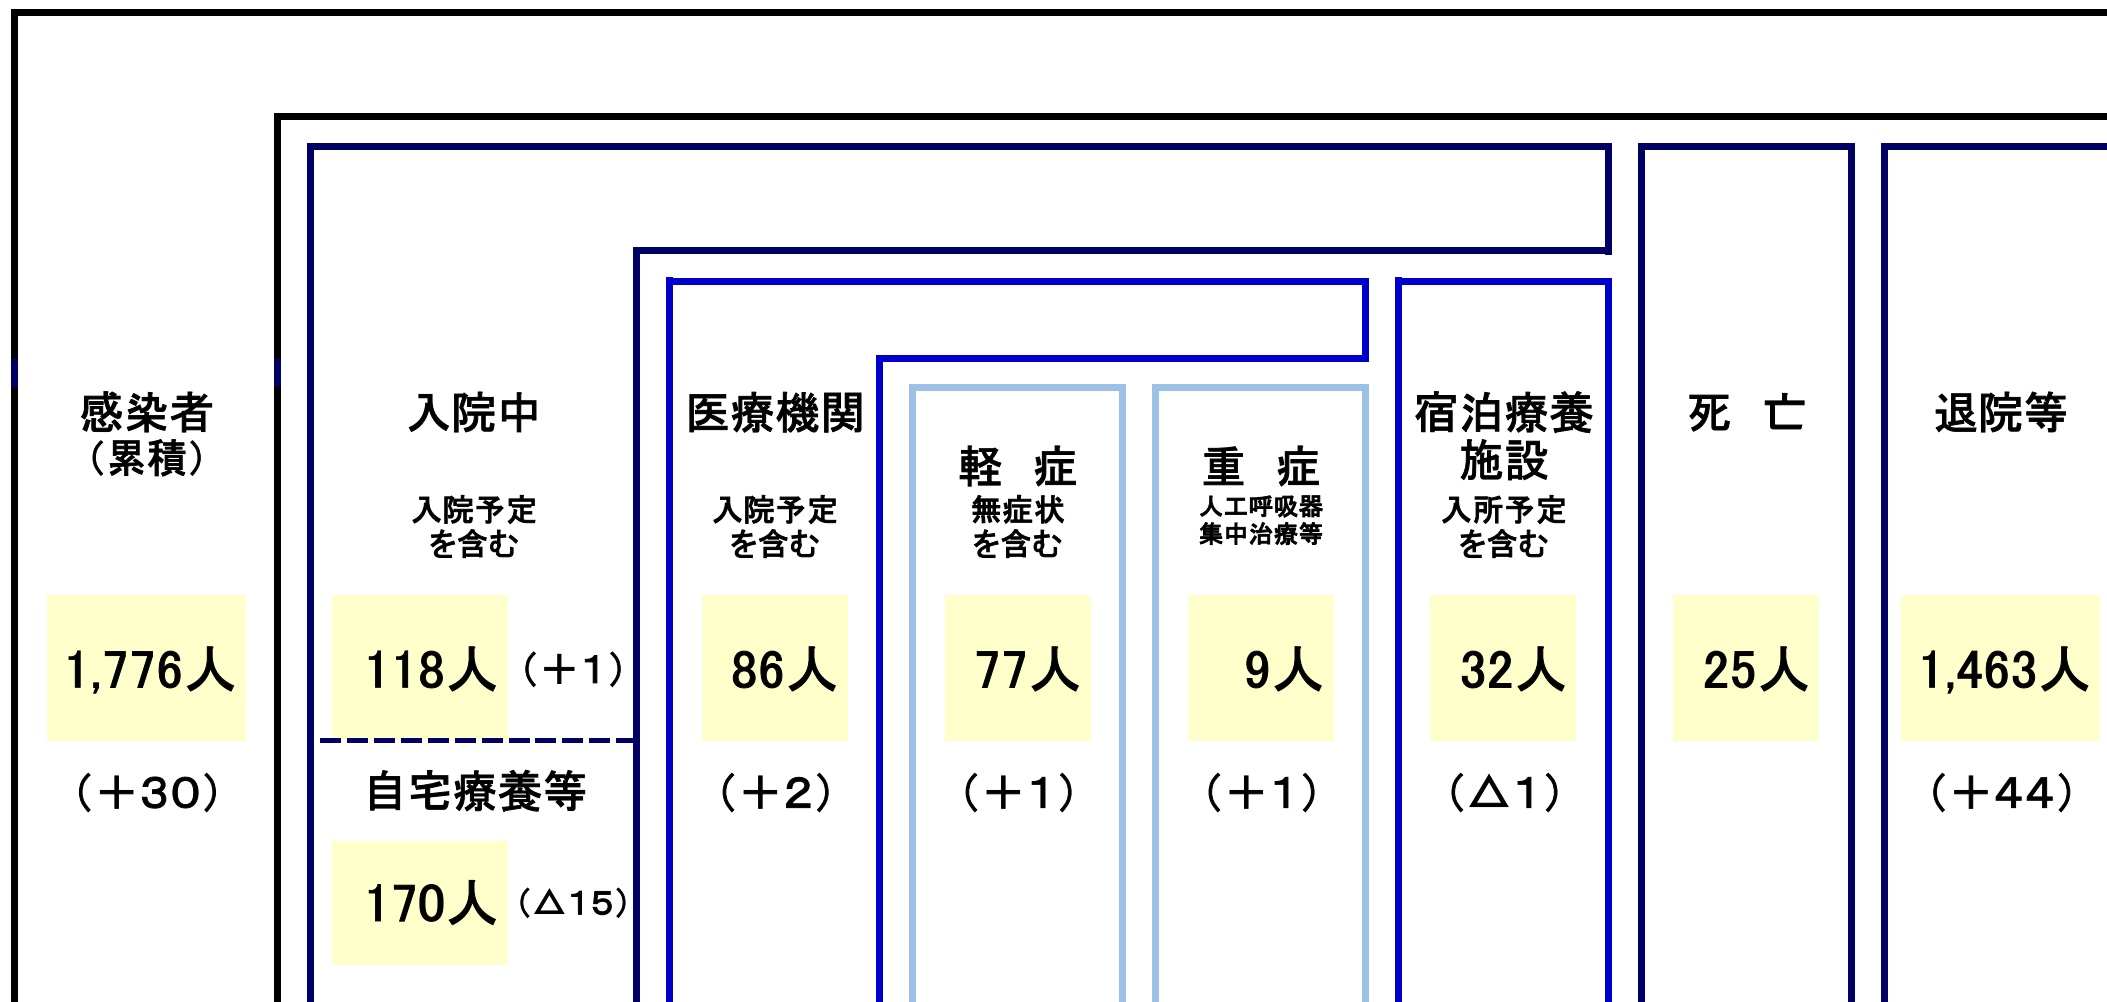 感染者
（累積）
1,776人
（＋30）
入院中
入院予定
を含む
118人（＋1）
自宅療養等
170人（△15）
医療機関
入院予定
を含む
86人
（＋2）
軽　症
無症状
を含む
77人
（＋1）
重　症
人工呼吸器
集中治療等
9人
（＋1）
宿泊療養
施設
入所予定
を含む
32人
（△1）
死　亡
25人
退院等
1,463人
（＋44）